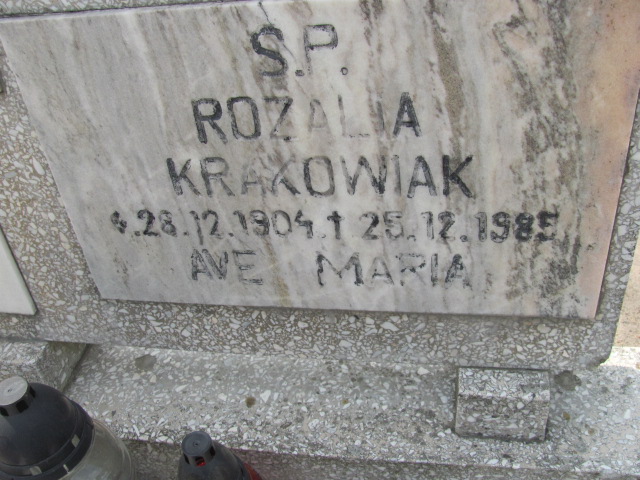 S.P.
ROZALIA
KRAKOWIAK
*.28.12.1904.† 25.12.1985
AVE MARIA